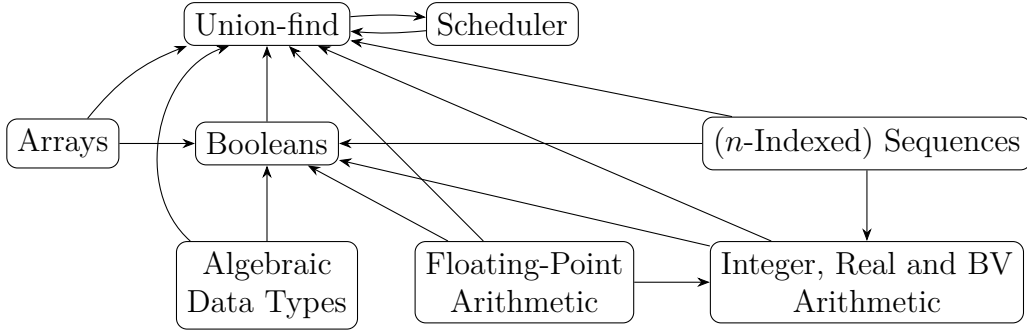 Union-find
Scheduler
Arrays
Booleans
(n-Indexed) Sequences
Algebraic
Data Types
Floating-Point
Arithmetic
Integer, Real and BV
Arithmetic